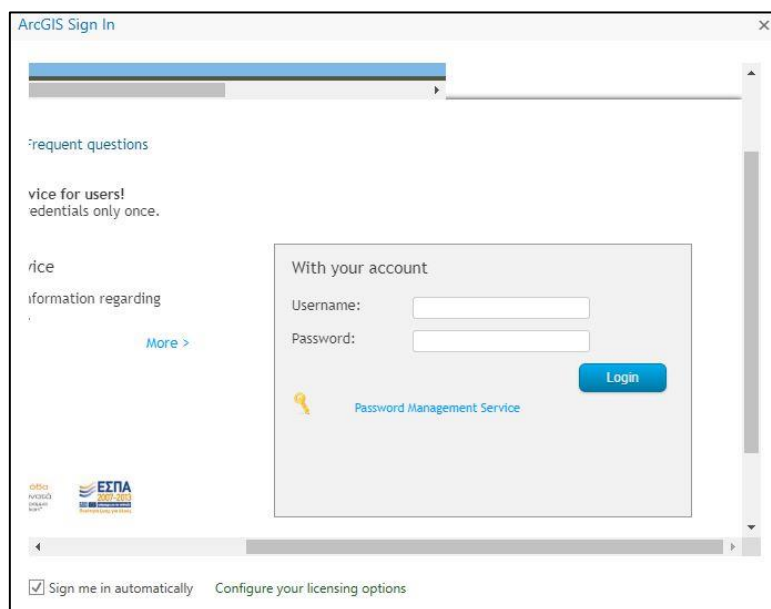 ArcGIS Sign In
Frequent questions
vice for users!
redentials only once.
vice
nformation regarding
More >
With your account
Username:
Password:
Login
Password Management Service
ΕΣΠΑ
2007-2013
Sign me in automatically
Configure your licensing options